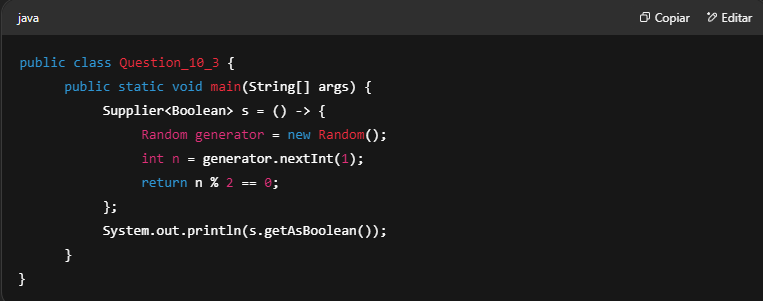 java
Copiar Editar
public class Question_10_3 {
public static void main(String[] args) {
Supplier<Boolean> s = () -> {
Random generator = new Random();
int n = generator.nextInt(1);
return n % 2 == 0;
};
System.out.println(s.getAsBoolean());
}
}